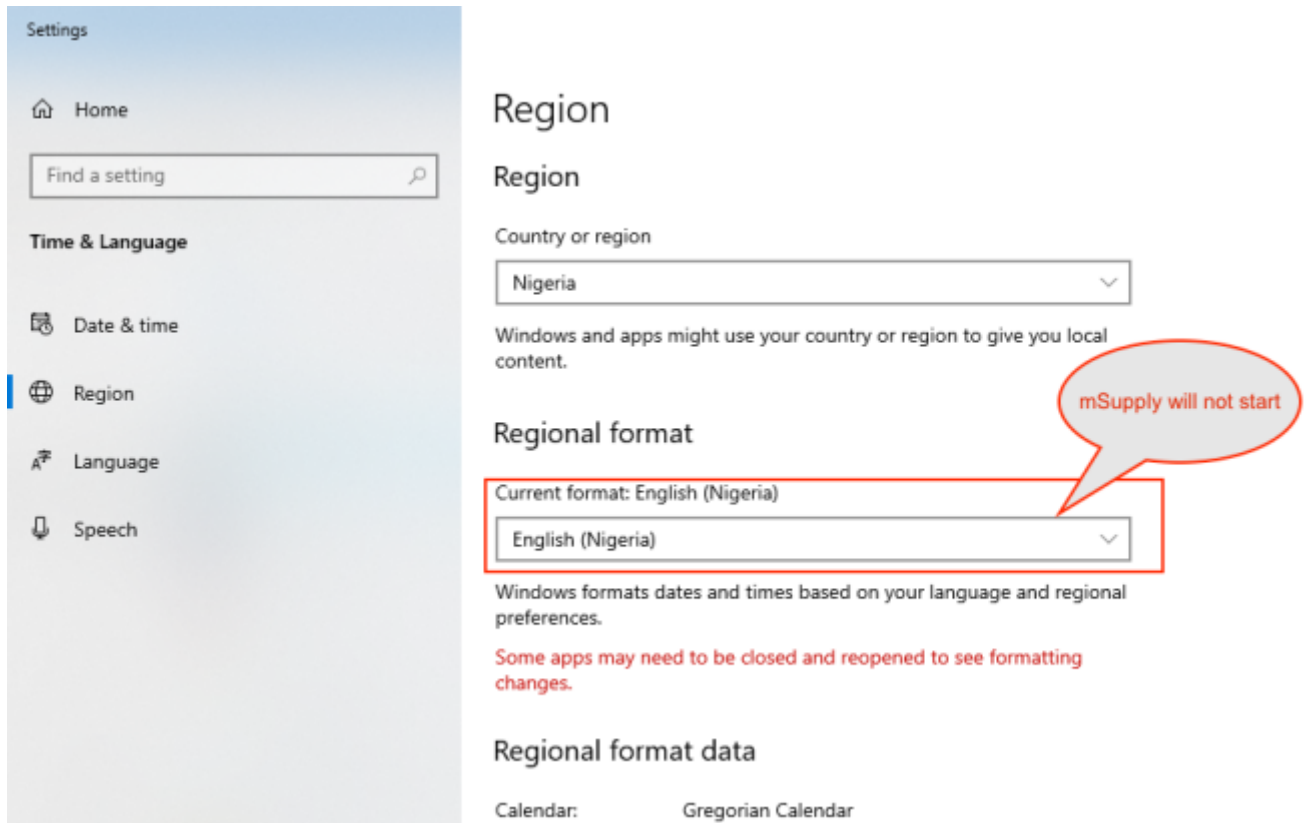 Settings
Home
Find a setting
Time & Language
Date & time
Region
Language
Speech
Region
Region
Country or region
Nigeria
Windows and apps might use your country or region to give you local
content.
mSupply will not start
Regional format
Current format: English (Nigeria)
English (Nigeria)
Windows formats dates and times based on your language and regional
preferences.
Some apps may need to be closed and reopened to see formatting
changes.
Regional format data
Calendar: Gregorian Calendar